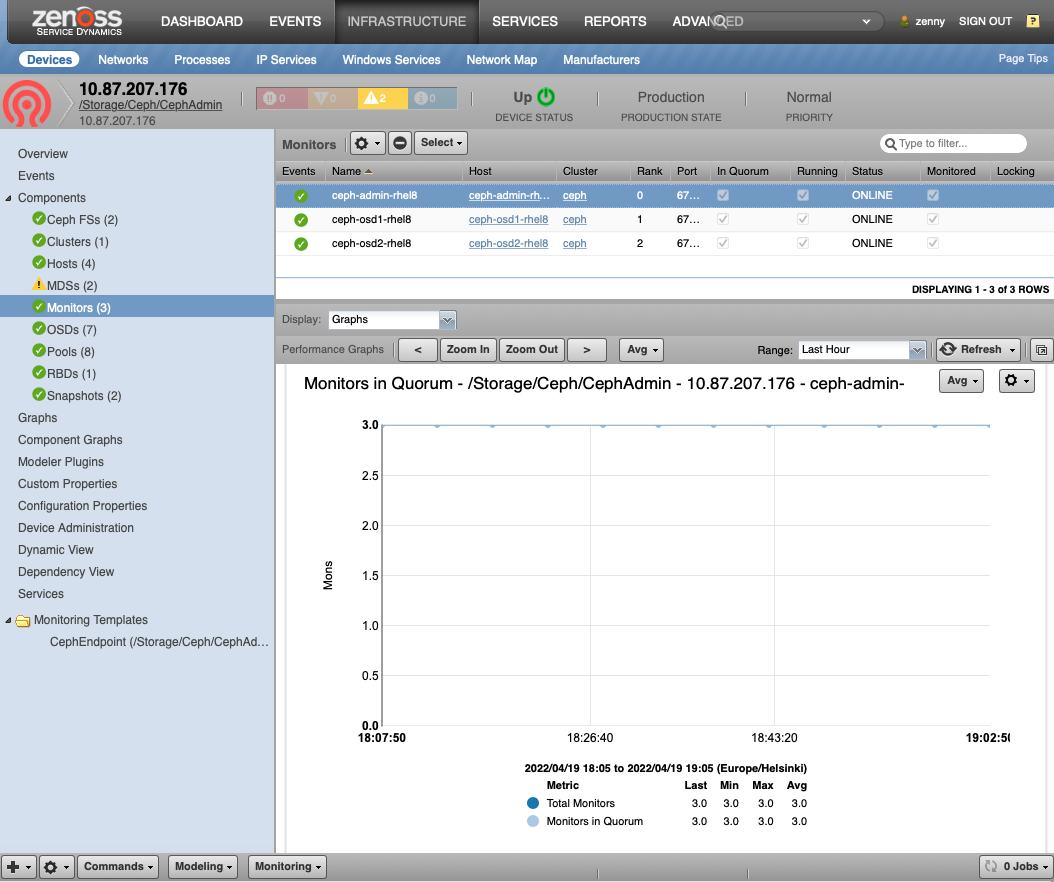 zenoss
SERVICE DYNAMICS
DASHBOARD EVENTS INFRASTRUCTURE SERVICES REPORTS ADVANCED zenny SIGN OUT ?
Devices Networks Processes IP Services Windows Services Network Map Manufacturers Page Tips
10.87.207.176
/Storage/Ceph/CephAdmin
10.87.207.176
0 0 2 0
Up
DEVICE STATUS
Production
PRODUCTION STATE
Normal
PRIORITY
Overview
Events
Components
Ceph FSs (2)
Clusters (1)
Hosts (4)
MDSs (2)
Monitors (3)
OSDs (7)
Pools (8)
RBDs (1)
Snapshots (2)
Graphs
Component Graphs
Modeler Plugins
Custom Properties
Configuration Properties
Device Administration
Dynamic View
Dependency View
Services
Monitoring Templates
CephEndpoint (/Storage/Ceph/CephAd...
Monitors Select Type to filter...
Events Name Host Cluster Rank Port In Quorum Running Status Monitored Locking
ceph-admin-rhel8 ceph-admin-rh... ceph 0 67... ONLINE
ceph-osd1-rhel8 ceph-osd1-rhel8 ceph 1 67... ONLINE
ceph-osd2-rhel8 ceph-osd2-rhel8 ceph 2 67... ONLINE
DISPLAYING 1 - 3 of 3 ROWS
Display: Graphs
Performance Graphs < Zoom In Zoom Out > Avg Range: Last Hour Refresh
Monitors in Quorum - /Storage/Ceph/CephAdmin - 10.87.207.176 - ceph-admin-
Avg
3.0
2.5
2.0
1.5
1.0
0.5
0.0
Mons
18:07:50 18:26:40 18:43:20 19:02:50
2022/04/19 18:05 to 2022/04/19 19:05 (Europe/Helsinki)
Metric Last Min Max Avg
Total Monitors 3.0 3.0 3.0 3.0
Monitors in Quorum 3.0 3.0 3.0 3.0
Commands Modeling Monitoring 0 Jobs